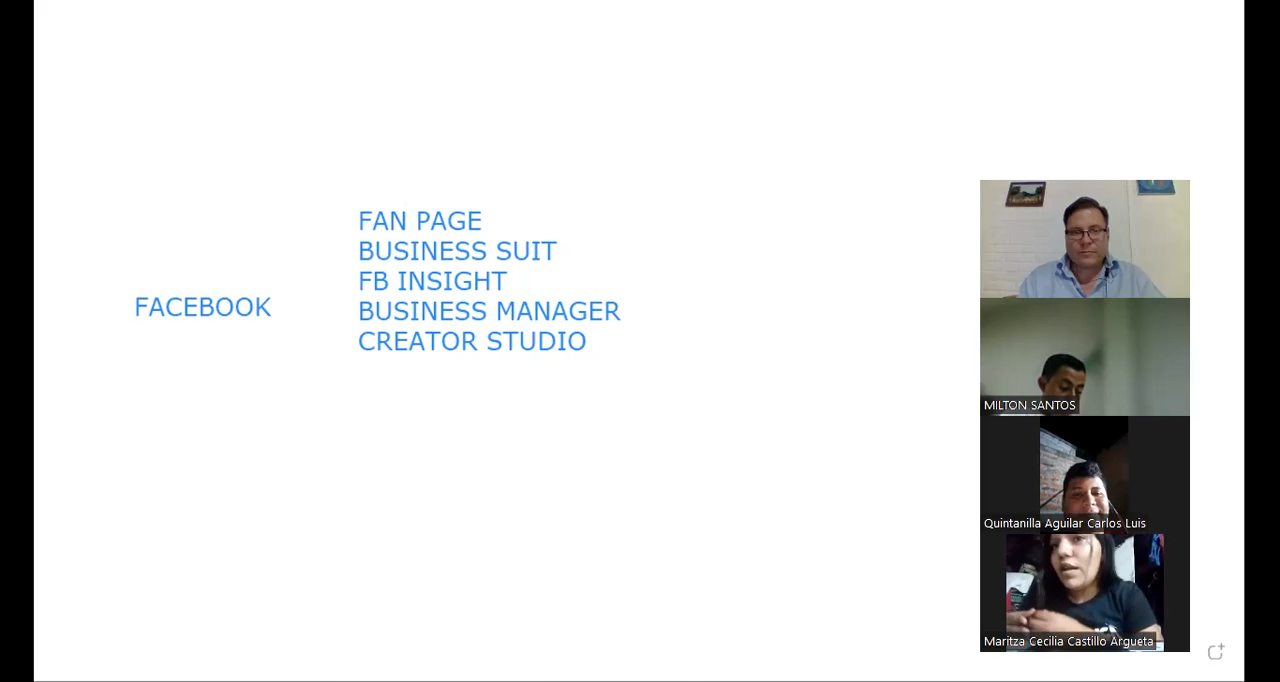 FAN PAGE
BUSINESS SUIT
FB INSIGHT
FACEBOOK
BUSINESS MANAGER
CREATOR STUDIO
MILTON SANTOS
Quintanilla Aguilar Carlos Luis
Maritza Cecilia Castillo Argueta